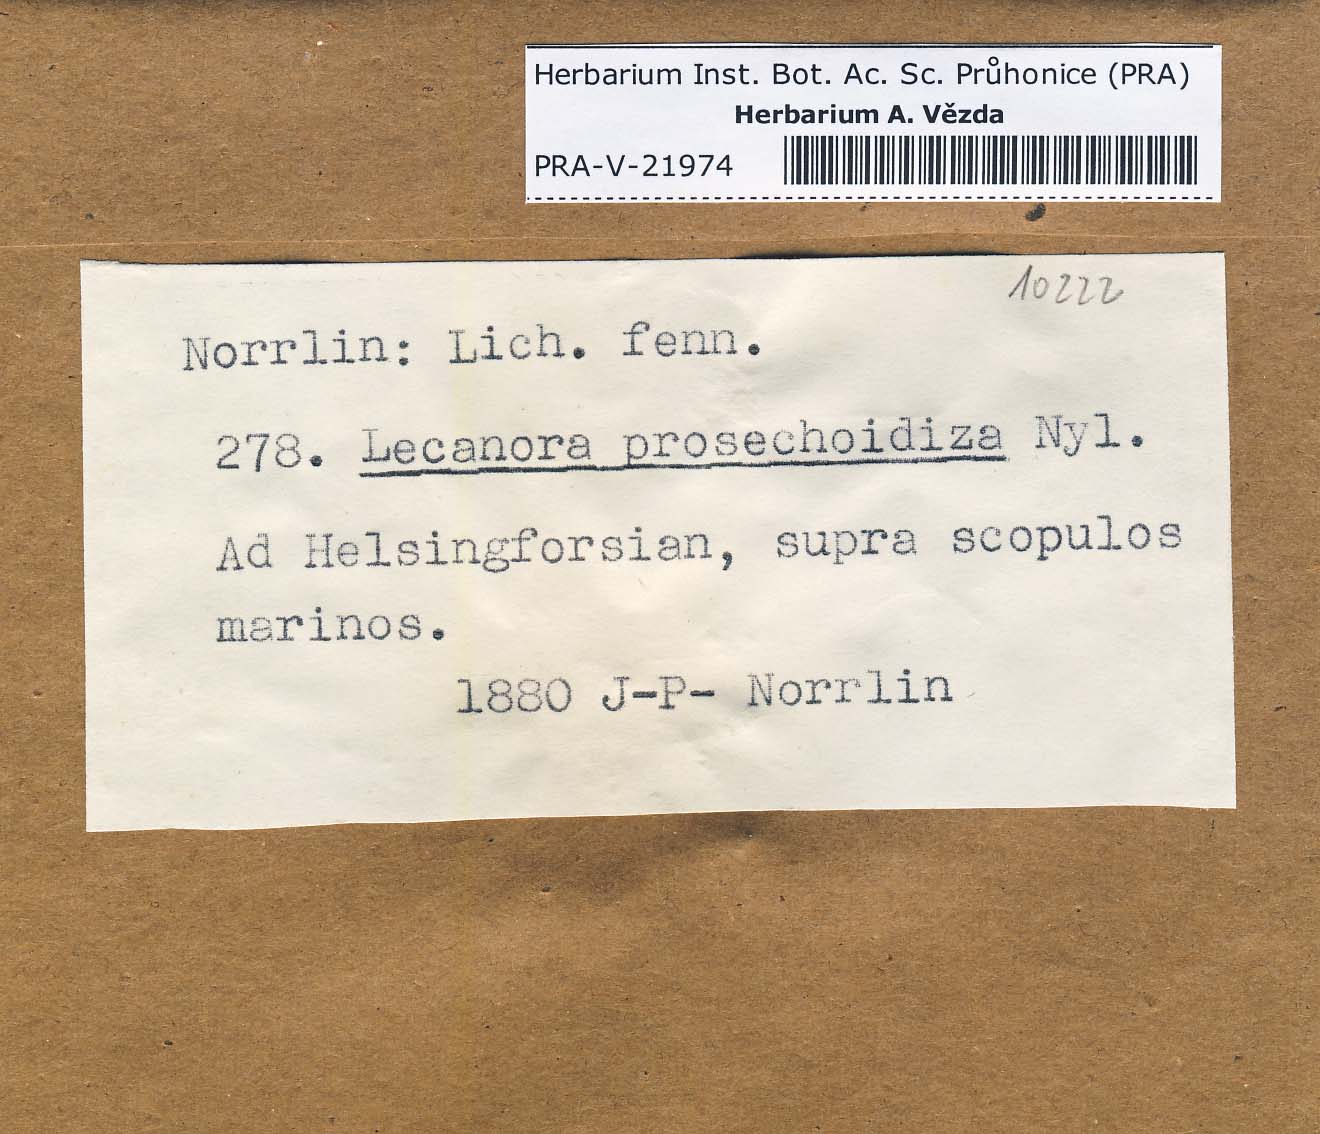 Herbarium Inst. Bot. Ac. Sc. Průhonice (PRA)
Herbarium A. Vězda
PRA-V-21974
10222
Norrlin: Lich. fenn.
278. Lecanora prosechoidiza Nyl.
Ad Helsingforsian, supra scopulos
marinos.
1880 J-P- Norrlin